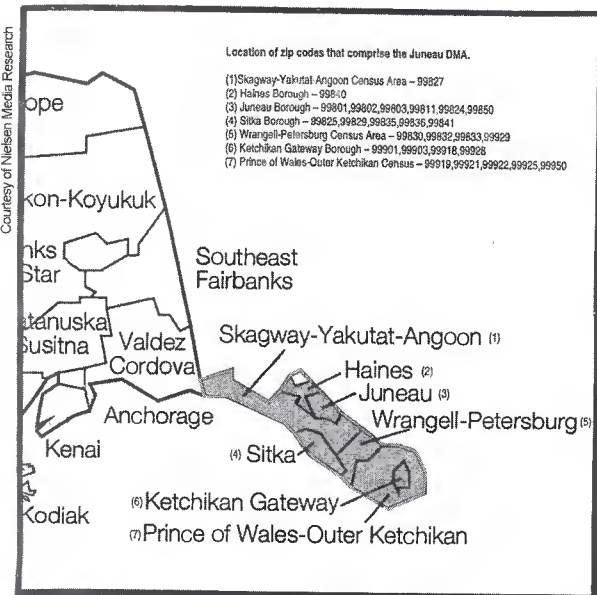 Courtesy of Nielsen Media Research
Location of zip codes that comprise the Juneau DMA.
(1)Skagway-Yakutat-Angoon Census Area – 99827
(2) Haines Borough – 99840
(3) Juneau Borough – 99801,99802,99803,99811,99824,99850
(4) Sitka Borough – 99825,99829,99835,99836,99841
(5) Wrangell-Petersburg Census Area – 99830,99832,99833,99929
(6) Ketchikan Gateway Borough – 99901,99903,99918,99928
(7) Prince of Wales-Outer Ketchikan Census – 99919,99921,99922,99925,99950
ope
kon-Koyukuk
nks
Star
Southeast
Fairbanks
atanuska
Susitna
Valdez
Cordova
Skagway-Yakutat-Angoon (1)
Haines (2)
Juneau (3)
Anchorage
Wrangell-Petersburg (5)
Kenai
(4) Sitka
Kodiak
(6) Ketchikan Gateway
(7) Prince of Wales-Outer Ketchikan